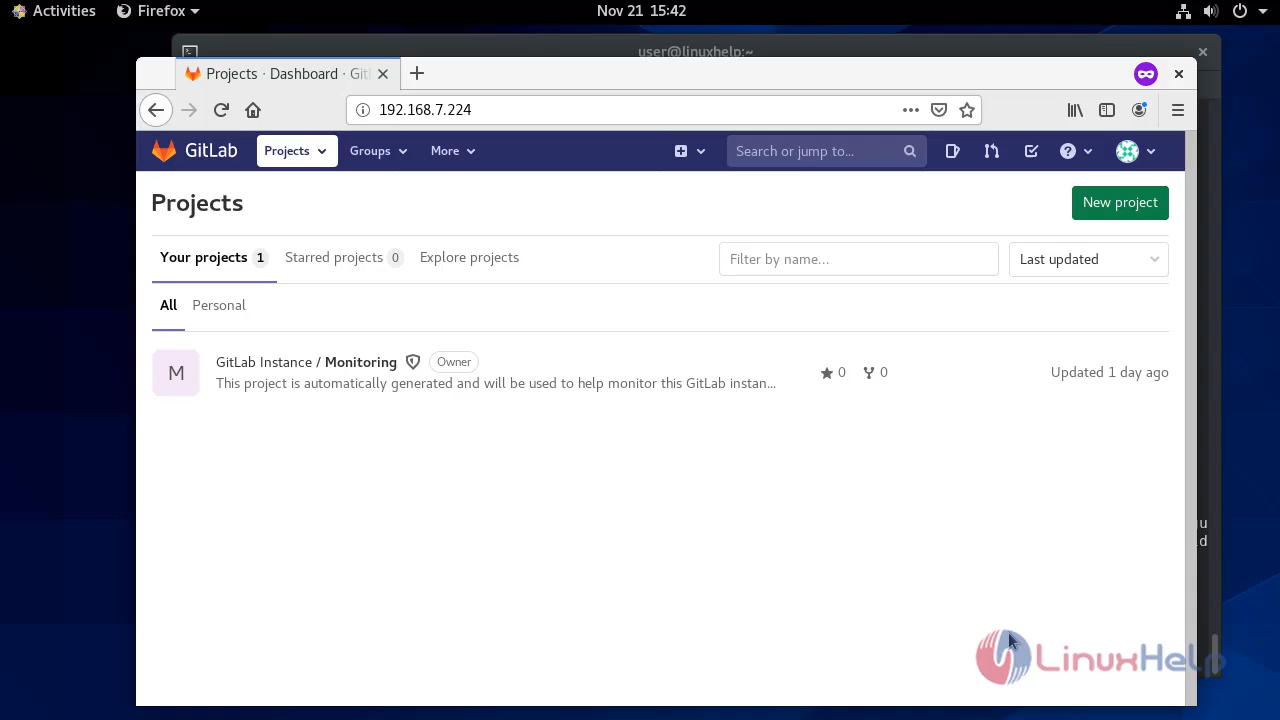 Activities Firefox Nov 21 15:42
user@linuxhelp:~
Projects · Dashboard · Git
192.168.7.224
GitLab Projects Groups More Search or jump to...
Projects New project
Your projects 1 Starred projects 0 Explore projects Filter by name... Last updated
All Personal
M GitLab Instance / Monitoring Owner 0 0 Updated 1 day ago
This project is automatically generated and will be used to help monitor this GitLab instan...
u
d
LinuxHelp